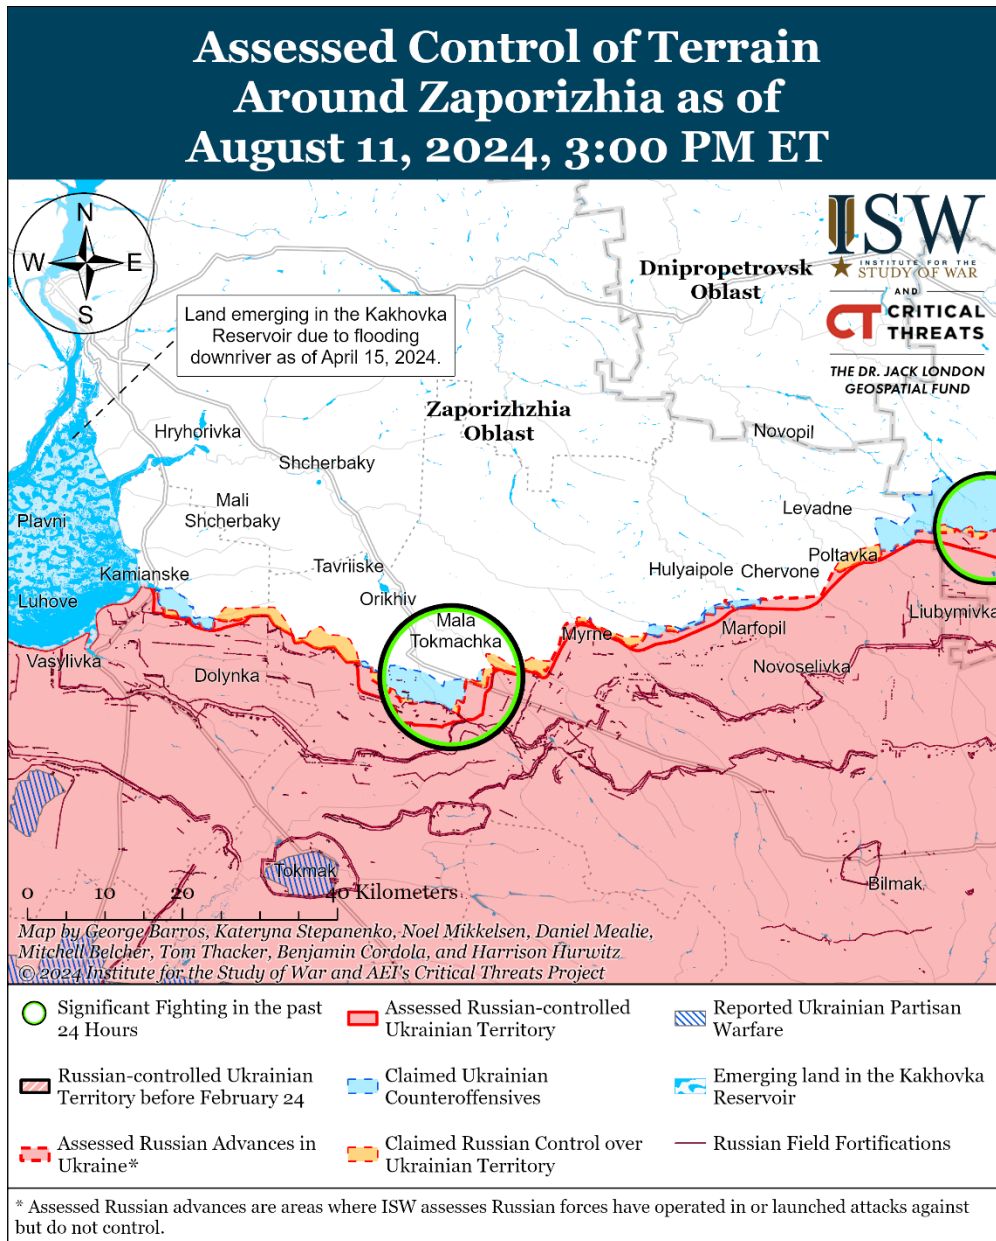 Assessed Control of Terrain
Around Zaporizhia as of
August 11, 2024, 3:00 PM ET
N
W
E
S
ISW
INSTITUTE FOR THE
STUDY OF WAR
AND
CT CRITICAL
THREATS
THE DR. JACK LONDON
GEOSPATIAL FUND
Dnipropetrovsk
Oblast
Land emerging in the Kakhovka
Reservoir due to flooding
downriver as of April 15, 2024.
Zaporizhzhia
Oblast
Hryhorivka
Novopil
Shcherbaky
Mali
Shcherbaky
Levadne
Plavni
Poltavka
Tavriiske
Hulyaipole
Chervone
Kamianske
Orikhiv
Luhove
Liubymivka
Mala
Tokmachka
Myrne
Marfopil
Vasylivka
Dolynka
Novoselivka
Tokmak
Bilmak
0 10 20 40 Kilometers
Map by George Barros, Kateryna Stepanenko, Noel Mikkelsen, Daniel Mealie,
Mitchell Belcher, Tom Thacker, Benjamin Cordola, and Harrison Hurwitz
© 2024 Institute for the Study of War and AEI's Critical Threats Project
Significant Fighting in the past
24 Hours
Russian-controlled Ukrainian
Territory before February 24
Assessed Russian Advances in
Ukraine*
Assessed Russian-controlled
Ukrainian Territory
Claimed Ukrainian
Counteroffensives
Claimed Russian Control over
Ukrainian Territory
Reported Ukrainian Partisan
Warfare
Emerging land in the Kakhovka
Reservoir
Russian Field Fortifications
* Assessed Russian advances are areas where ISW assesses Russian forces have operated in or launched attacks against
but do not control.